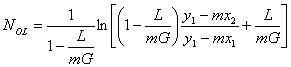 N_{OL} = \frac{1}{1 - \frac{L}{mG}} \ln \left[ \left( 1 - \frac{L}{mG} \right) \frac{y_1 - mx_2}{y_1 - mx_1} + \frac{L}{mG} \right]